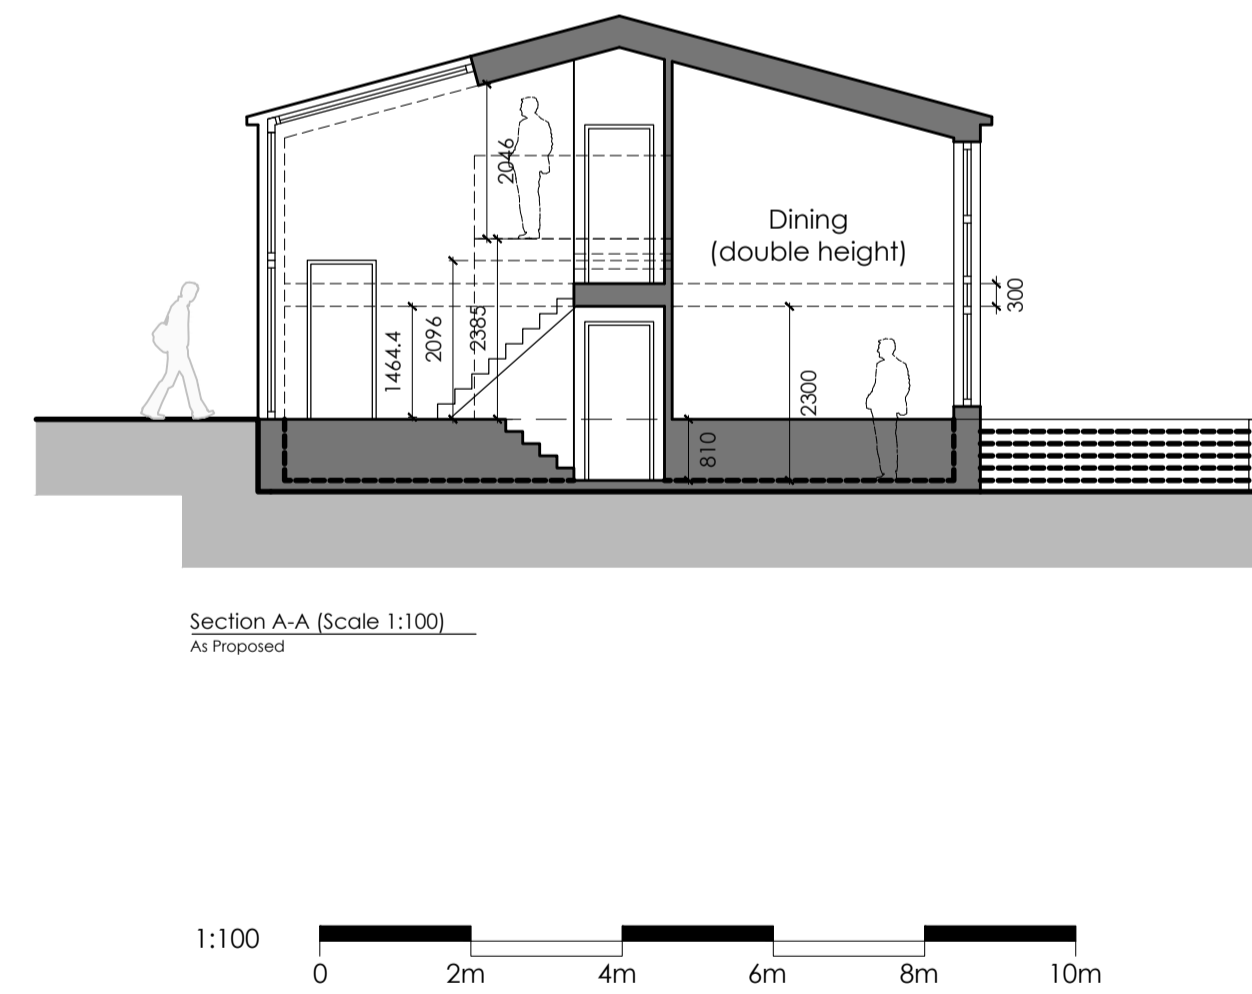 2046
Dining
(double height)
300
1464.4
2096
2385
2300
810
Section A-A (Scale 1:100)
As Proposed
1:100
0 2m 4m 6m 8m 10m